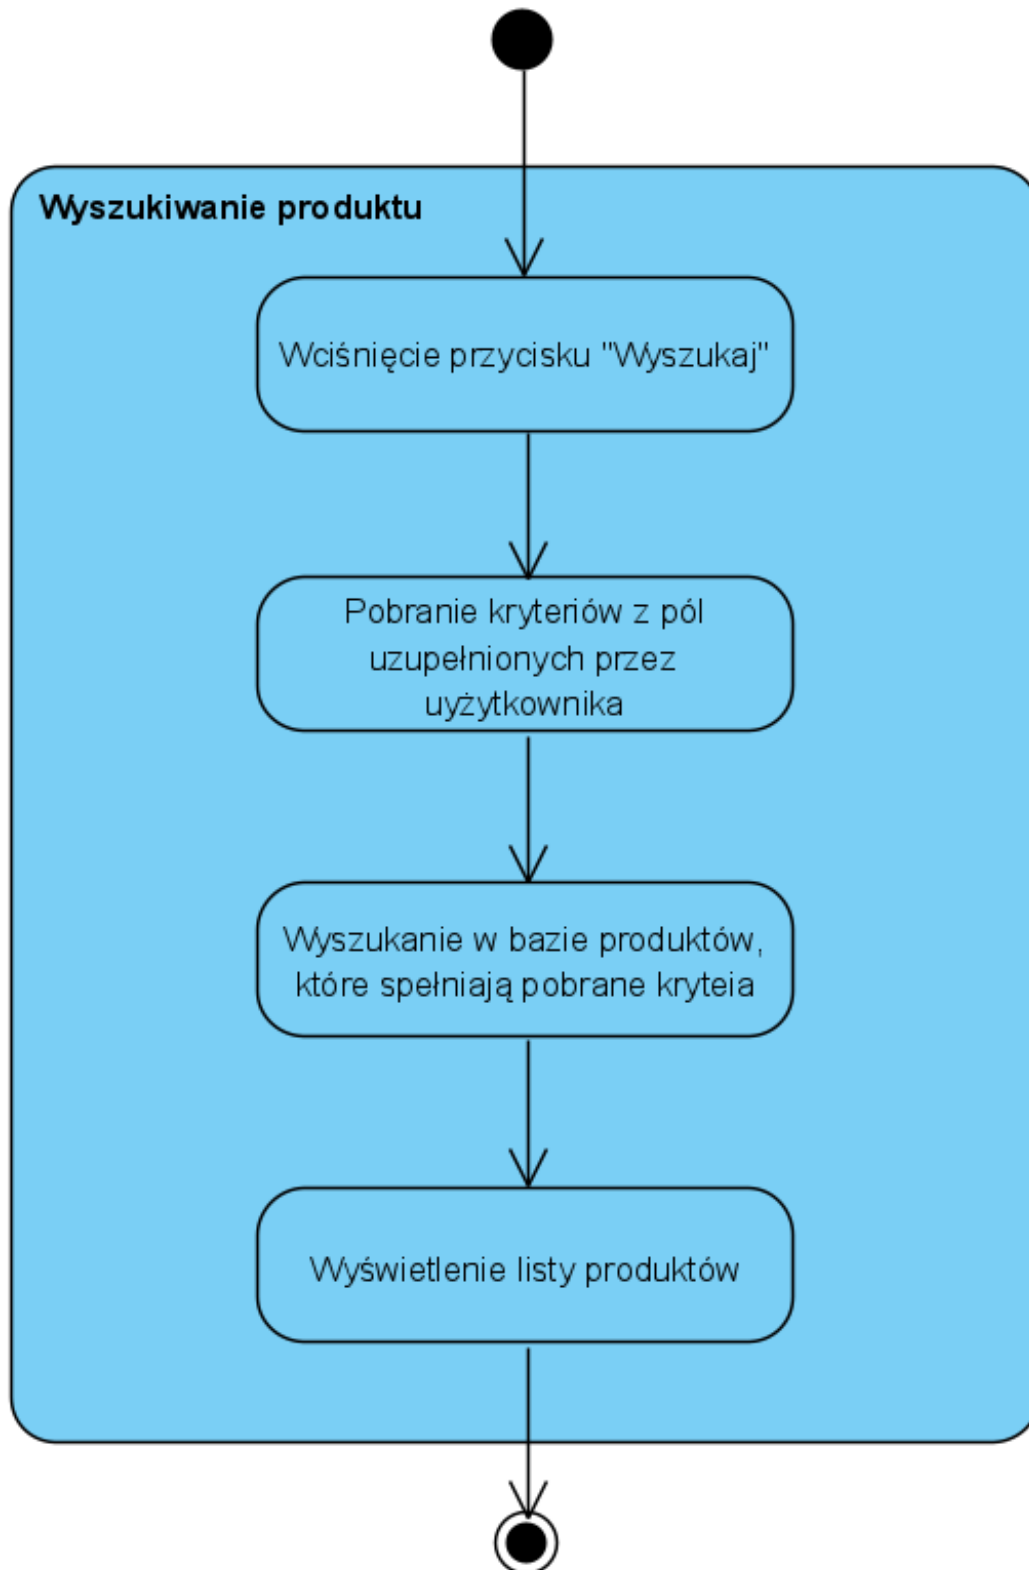 Wyszukiwanie produktu
Wciśnięcie przycisku "Wyszukaj"
Pobranie kryteriów z pól
uzupełnionych przez
uyżytkownika
Wyszukanie w bazie produktów,
które spełniają pobrane kryteia
Wyświetlenie listy produktów